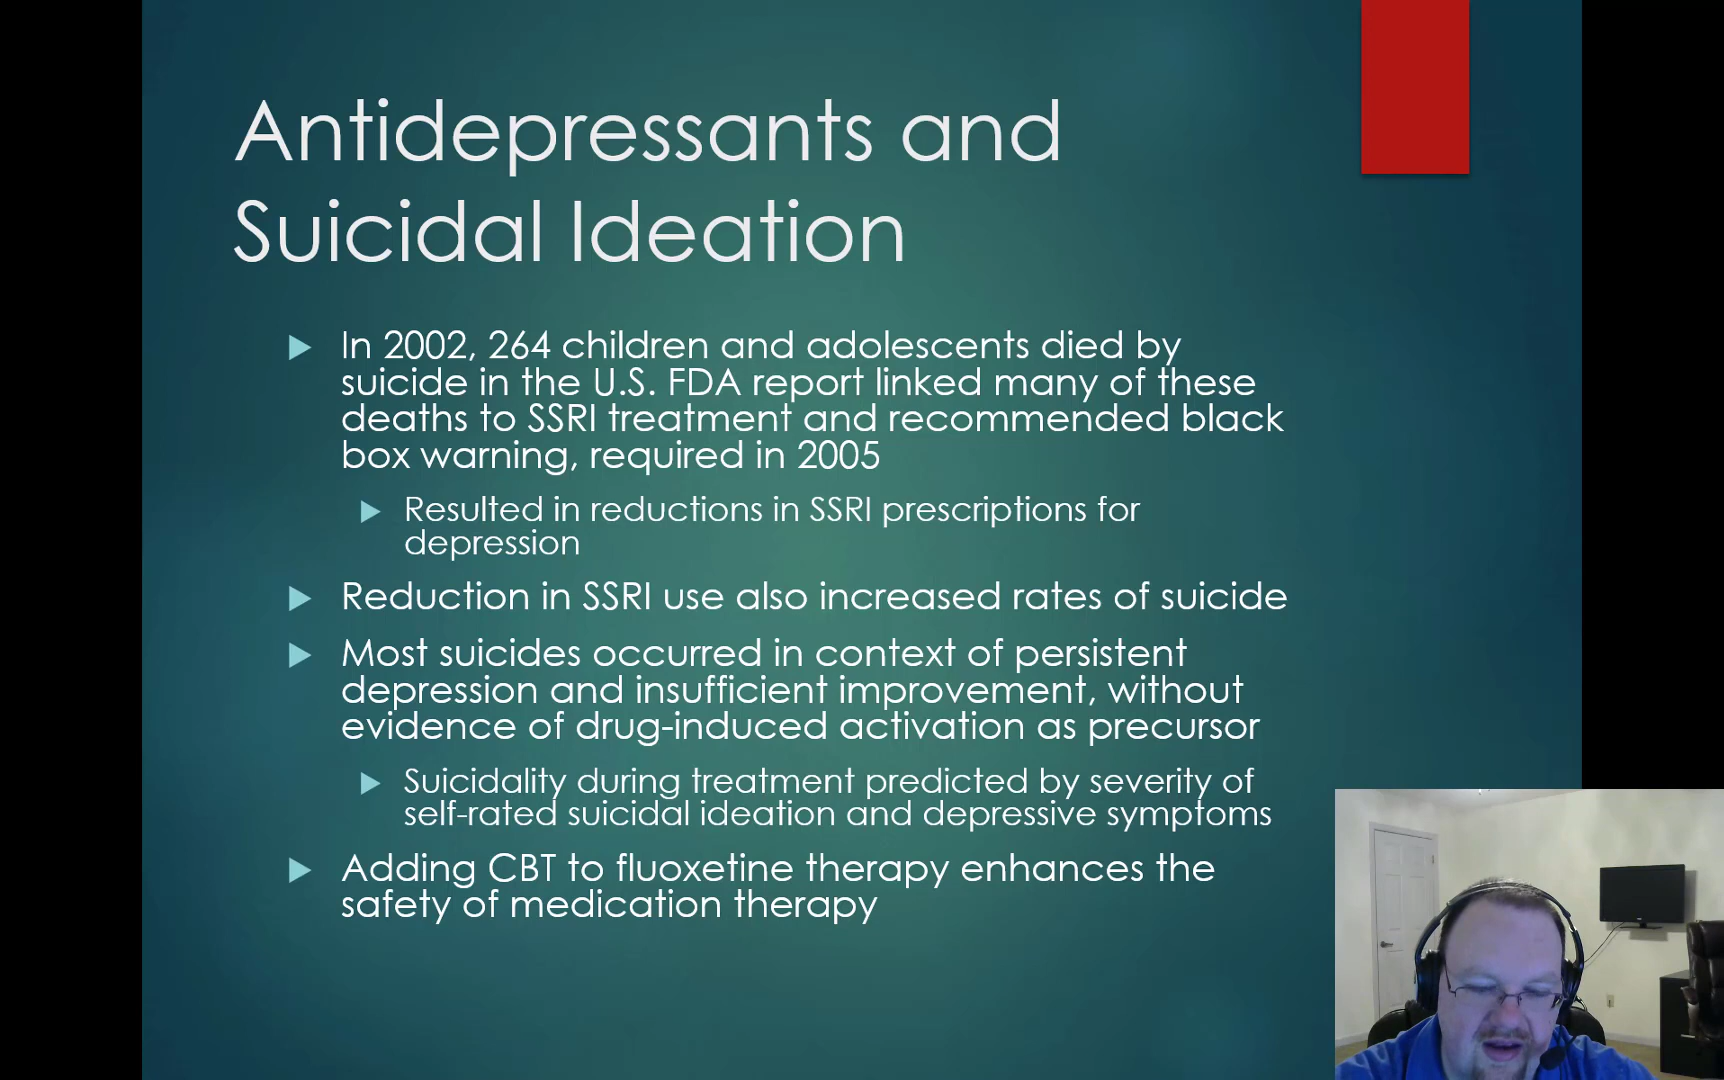 Antidepressants and
Suicidal Ideation
In 2002, 264 children and adolescents died by
suicide in the U.S. FDA report linked many of these
deaths to SSRI treatment and recommended black
box warning, required in 2005
Resulted in reductions in SSRI prescriptions for
depression
Reduction in SSRI use also increased rates of suicide
Most suicides occurred in context of persistent
depression and insufficient improvement, without
evidence of drug-induced activation as precursor
Suicidality during treatment predicted by severity of
self-rated suicidal ideation and depressive symptoms
Adding CBT to fluoxetine therapy enhances the
safety of medication therapy